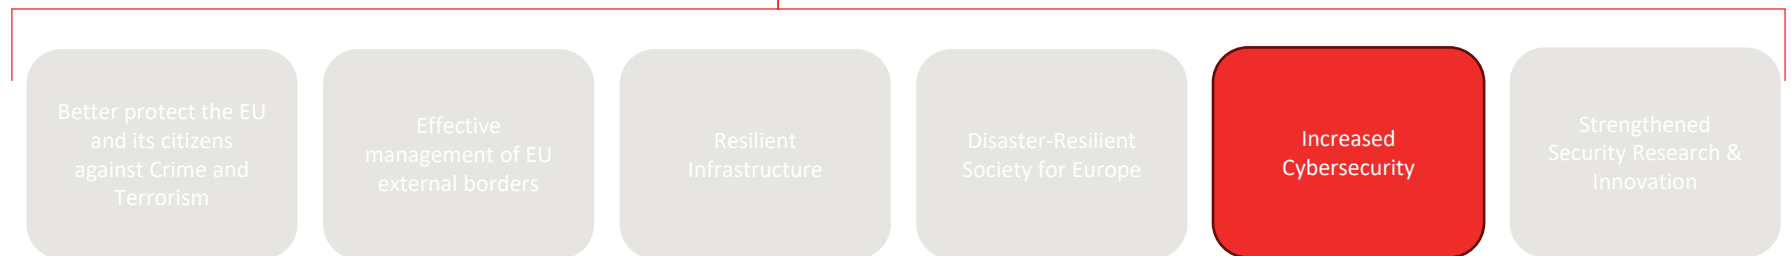 Better protect the EU
and its citizens
against Crime and
Terrorism
Effective
management of EU
external borders
Resilient
Infrastructure
Disaster-Resilient
Society for Europe
Increased
Cybersecurity
Strengthened
Security Research &
Innovation